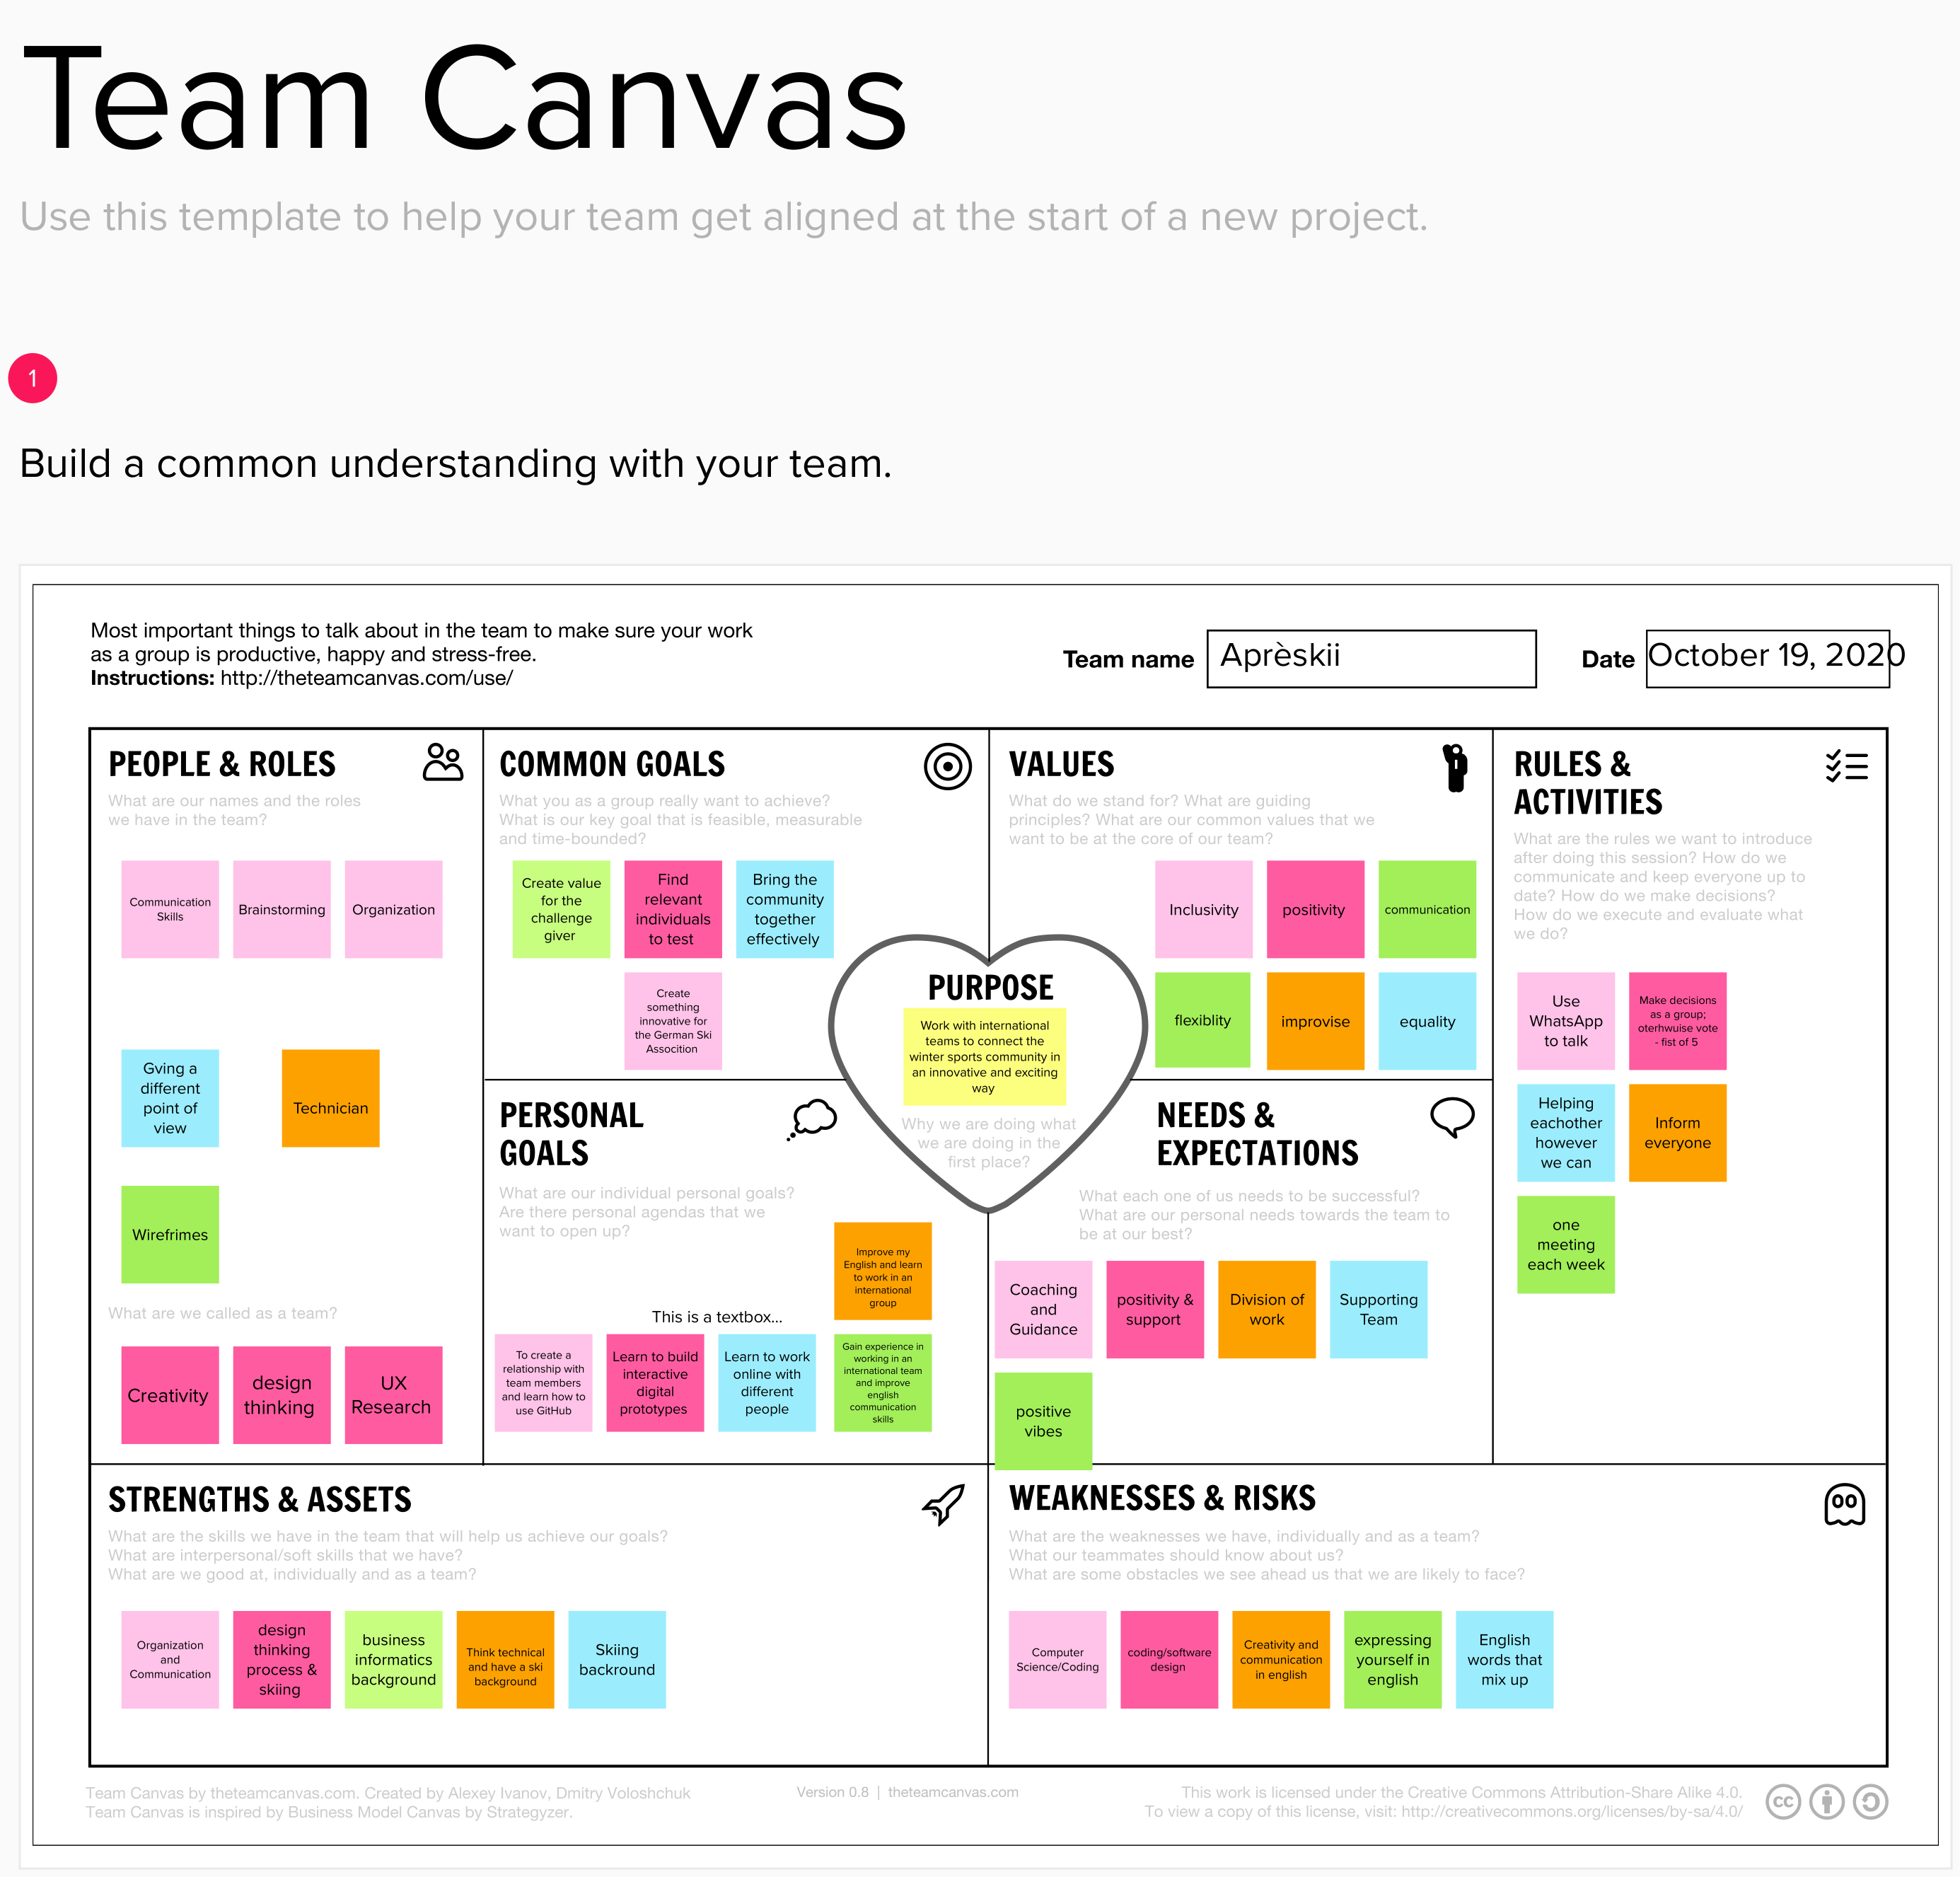 Team Canvas
Use this template to help your team get aligned at the start of a new project.
1
Build a common understanding with your team.
Most important things to talk about in the team to make sure your work
as a group is productive, happy and stress-free.
Instructions: http://theteamcanvas.com/use/
Team name
Aprèskii
Date
October 19, 2020
PEOPLE & ROLES
What are our names and the roles
we have in the team?
Communication
Skills
Brainstorming
Organization
Gving a
different
point of
view
Technician
Wirefrimes
What are we called as a team?
Creativity
design
thinking
UX
Research
COMMON GOALS
What you as a group really want to achieve?
What is our key goal that is feasible, measurable
and time-bounded?
Create value
for the
challenge
giver
Find
relevant
individuals
to test
Bring the
community
together
effectively
Create
something
innovative for
the German Ski
Assocition
PURPOSE
Work with international
teams to connect the
winter sports community in
an innovative and exciting
way
Why we are doing what
we are doing in the
first place?
VALUES
What do we stand for? What are guiding
principles? What are our common values that we
want to be at the core of our team?
Inclusivity
positivity
communication
flexiblity
improvise
equality
RULES &
ACTIVITIES
What are the rules we want to introduce
after doing this session? How do we
communicate and keep everyone up to
date? How do we make decisions?
How do we execute and evaluate what
we do?
Use
WhatsApp
to talk
Make decisions
as a group;
oterhwuise vote
- fist of 5
Helping
eachother
however
we can
Inform
everyone
one
meeting
each week
PERSONAL
GOALS
What are our individual personal goals?
Are there personal agendas that we
want to open up?
Improve my
English and learn
to work in an
international
group
This is a textbox...
To create a
relationship with
team members
and learn how to
use GitHub
Learn to build
interactive
digital
prototypes
Learn to work
online with
different
people
Gain experience in
working in an
international team
and improve
english
communication
skills
NEEDS &
EXPECTATIONS
What each one of us needs to be successful?
What are our personal needs towards the team to
be at our best?
Coaching
and
Guidance
positivity &
support
Division of
work
Supporting
Team
positive
vibes
STRENGTHS & ASSETS
What are the skills we have in the team that will help us achieve our goals?
What are interpersonal/soft skills that we have?
What are we good at, individually and as a team?
Organization
and
Communication
design
thinking
process &
skiing
business
informatics
background
Think technical
and have a ski
background
Skiing
backround
WEAKNESSES & RISKS
What are the weaknesses we have, individually and as a team?
What our teammates should know about us?
What are some obstacles we see ahead us that we are likely to face?
Computer
Science/Coding
coding/software
design
Creativity and
communication
in english
expressing
yourself in
english
English
words that
mix up
Team Canvas by theteamcanvas.com. Created by Alexey Ivanov, Dmitry Voloshchuk
Team Canvas is inspired by Business Model Canvas by Strategyzer.
Version 0.8 | theteamcanvas.com
This work is licensed under the Creative Commons Attribution-Share Alike 4.0.
To view a copy of this license, visit: http://creativecommons.org/licenses/by-sa/4.0/
cc